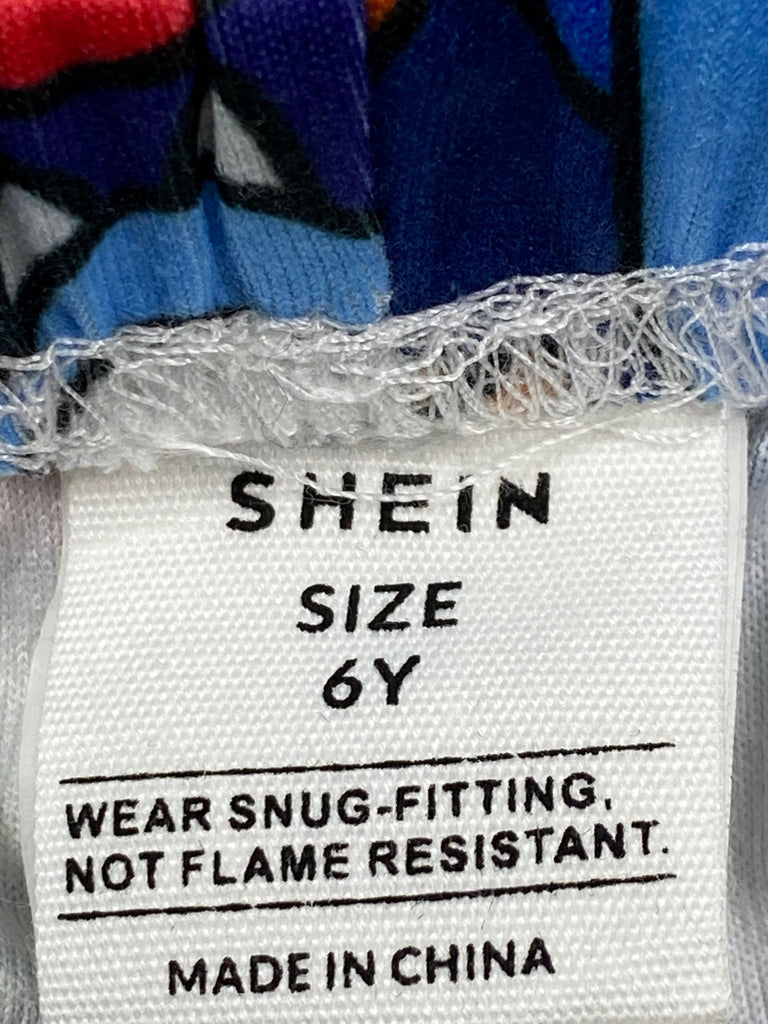 SHEIN
SIZE
6Y
WEAR SNUG-FITTING,
NOT FLAME RESISTANT.
MADE IN CHINA